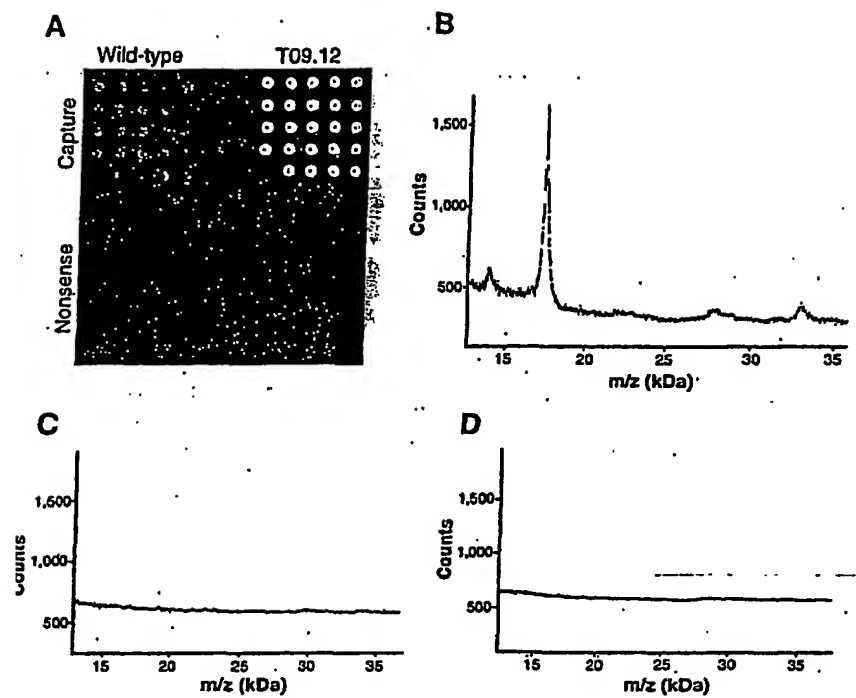 A
Wild-type T09.12
Capture
Nonsense
B
Counts
1,500
1,000
500
15 20 25 30 35
m/z (kDa)
C
Counts
1,500
1,000
500
15 20 25 30 35
m/z (kDa)
D
Counts
1,500
1,000
500
15 20 25 30 35
m/z (kDa)